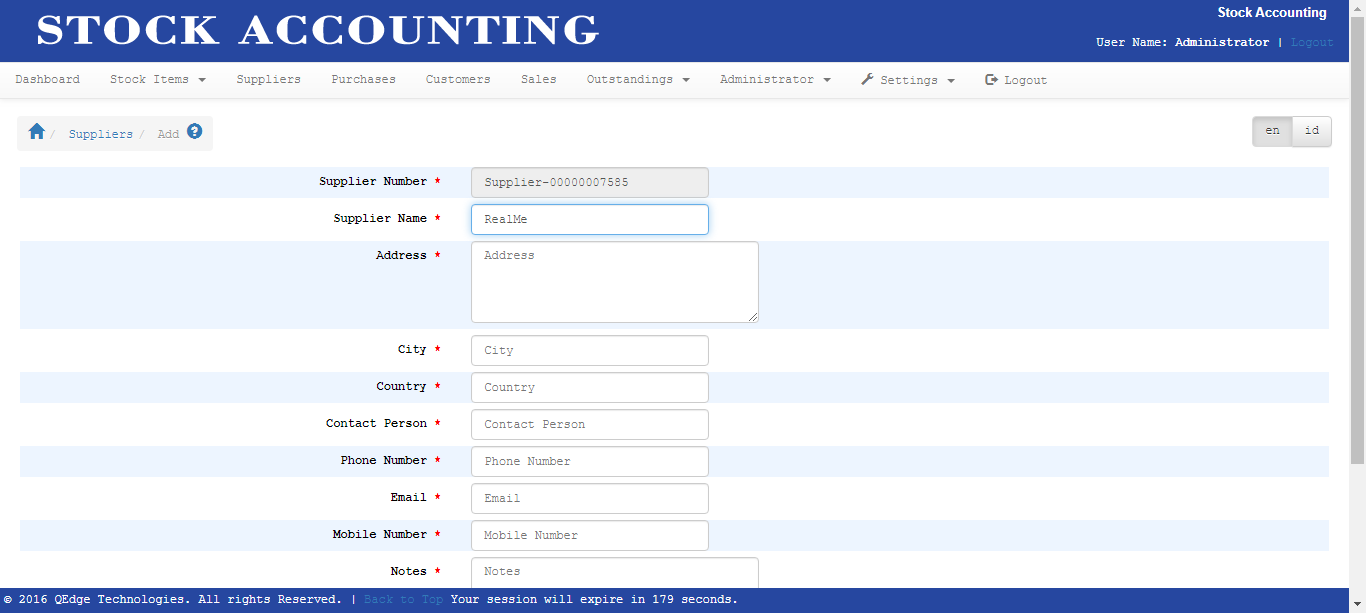 STOCK ACCOUNTING
Stock Accounting
User Name: Administrator | Logout
Dashboard Stock Items Suppliers Purchases Customers Sales Outstandings Administrator Settings Logout
/ Suppliers / Add ?
en id
Supplier Number * Supplier-00000007585
Supplier Name * RealMe
Address * Address
City * City
Country * Country
Contact Person * Contact Person
Phone Number * Phone Number
Email * Email
Mobile Number * Mobile Number
Notes * Notes
© 2016 QEdge Technologies. All rights Reserved. | Back to Top Your session will expire in 179 seconds.